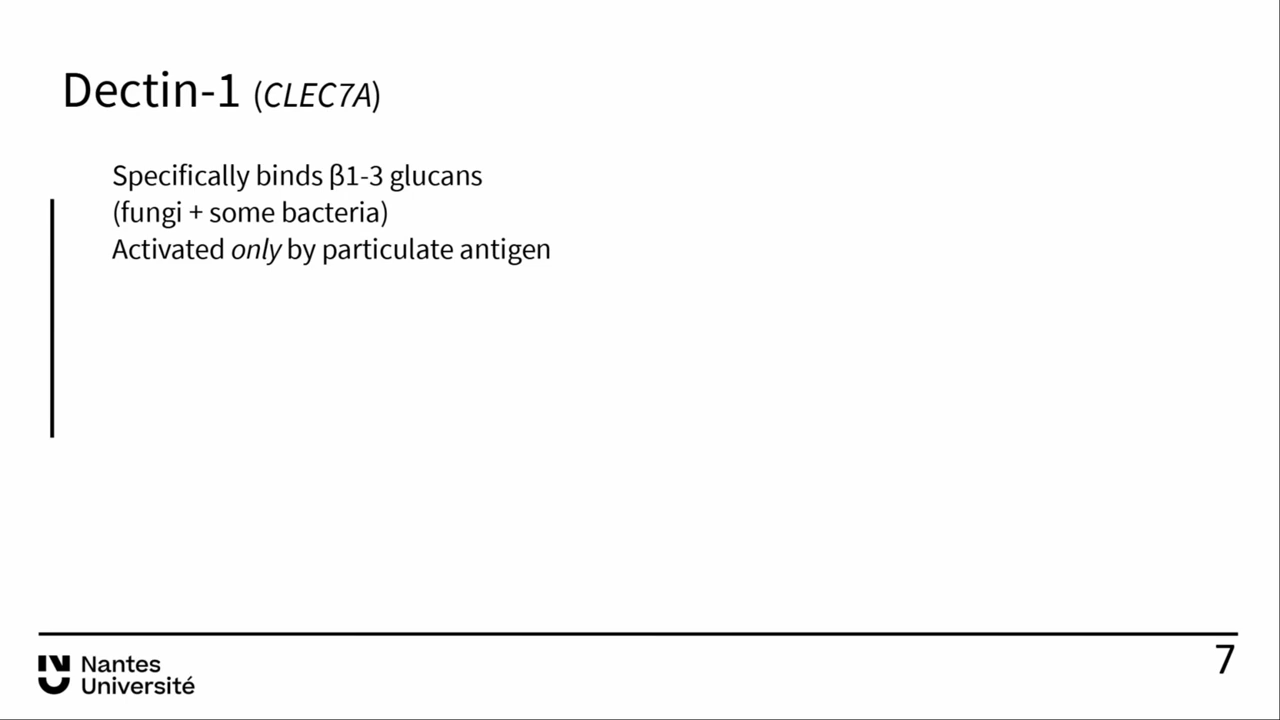 Dectin-1 (CLEC7A)
Specifically binds β1-3 glucans
(fungi + some bacteria)
Activated only by particulate antigen
7
Nantes
Université